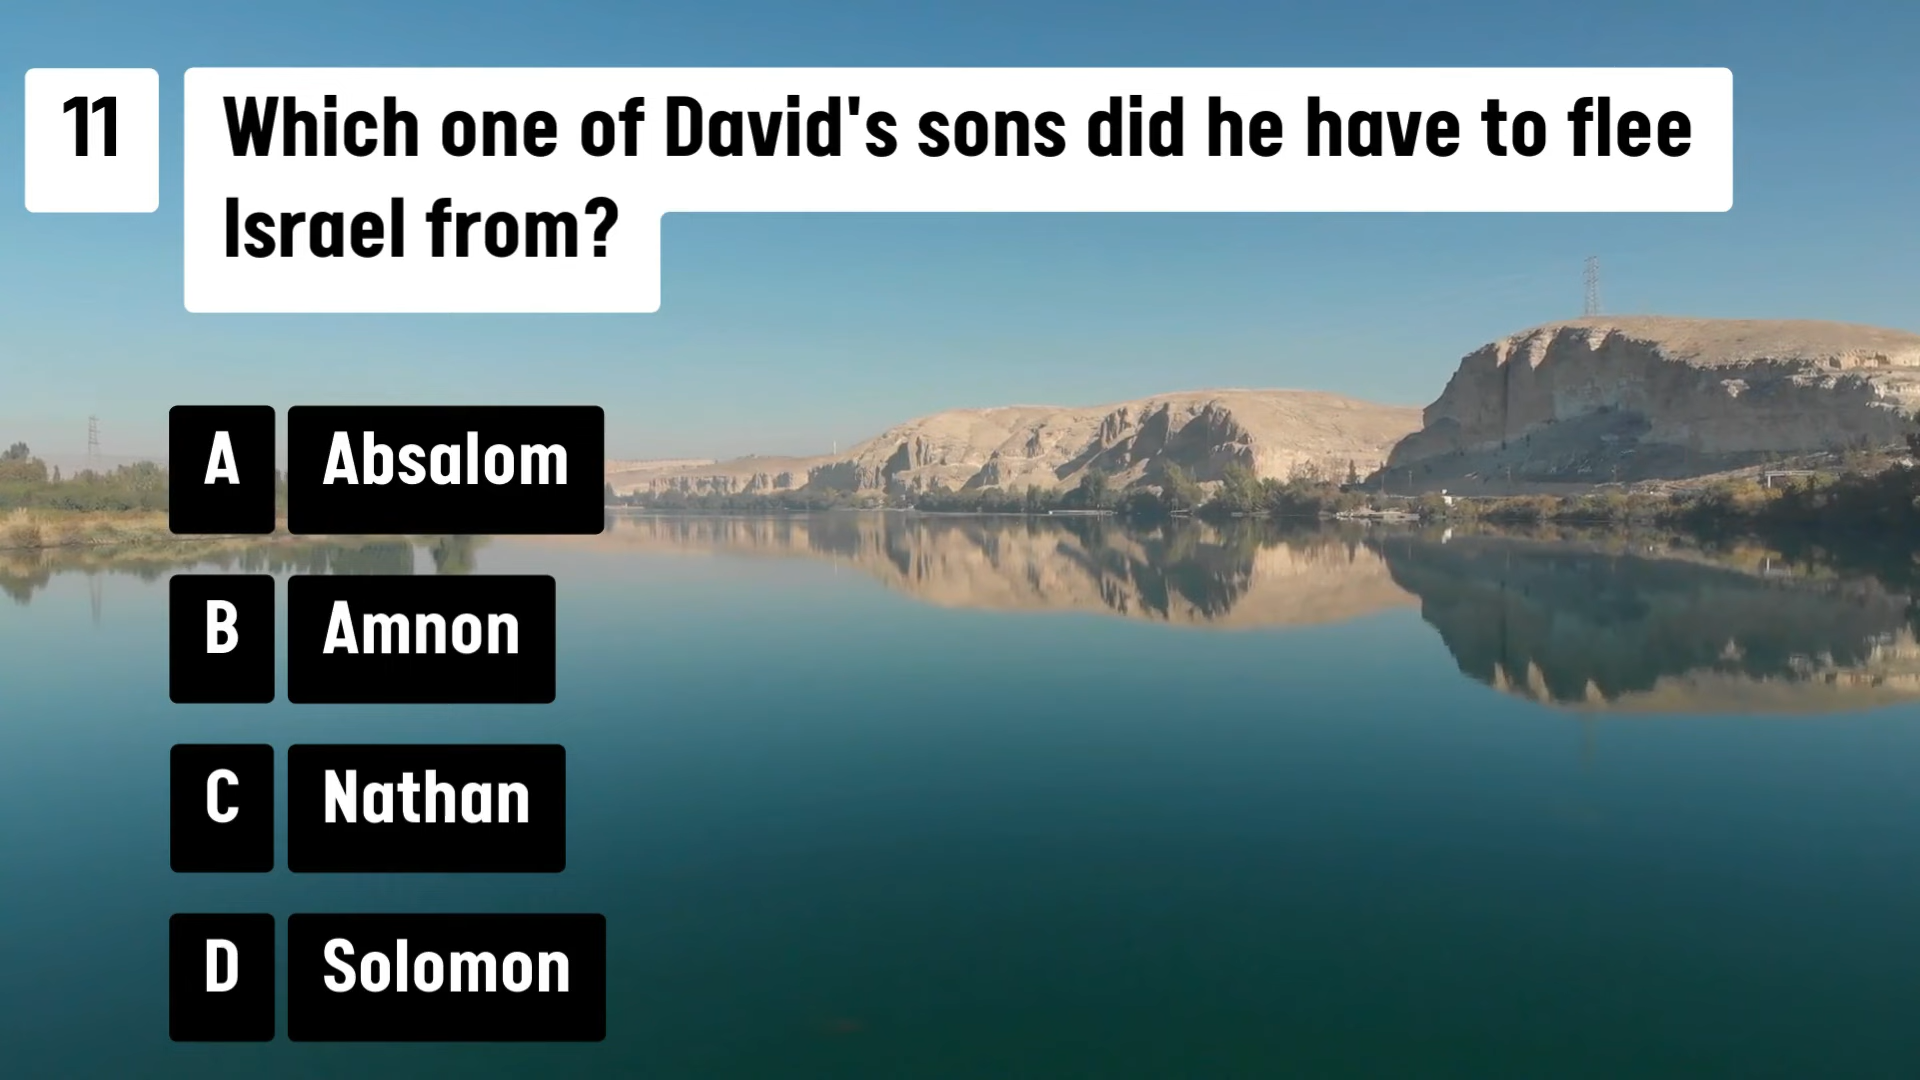 11
Which one of David's sons did he have to flee
Israel from?
A Absalom
B Amnon
C Nathan
D Solomon